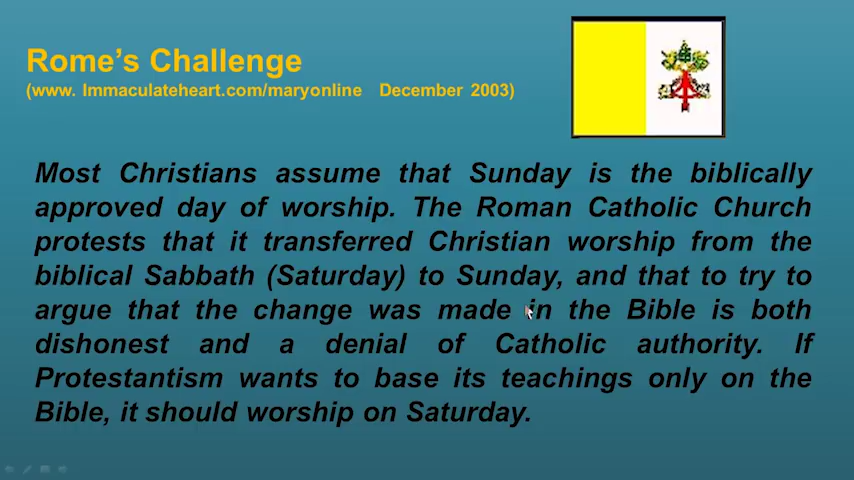 Rome's Challenge
(www. Immaculateheart.com/maryonline December 2003)
Most Christians assume that Sunday is the biblically
approved day of worship. The Roman Catholic Church
protests that it transferred Christian worship from the
biblical Sabbath (Saturday) to Sunday, and that to try to
argue that the change was made in the Bible is both
dishonest and a denial of Catholic authority. If
Protestantism wants to base its teachings only on the
Bible, it should worship on Saturday.